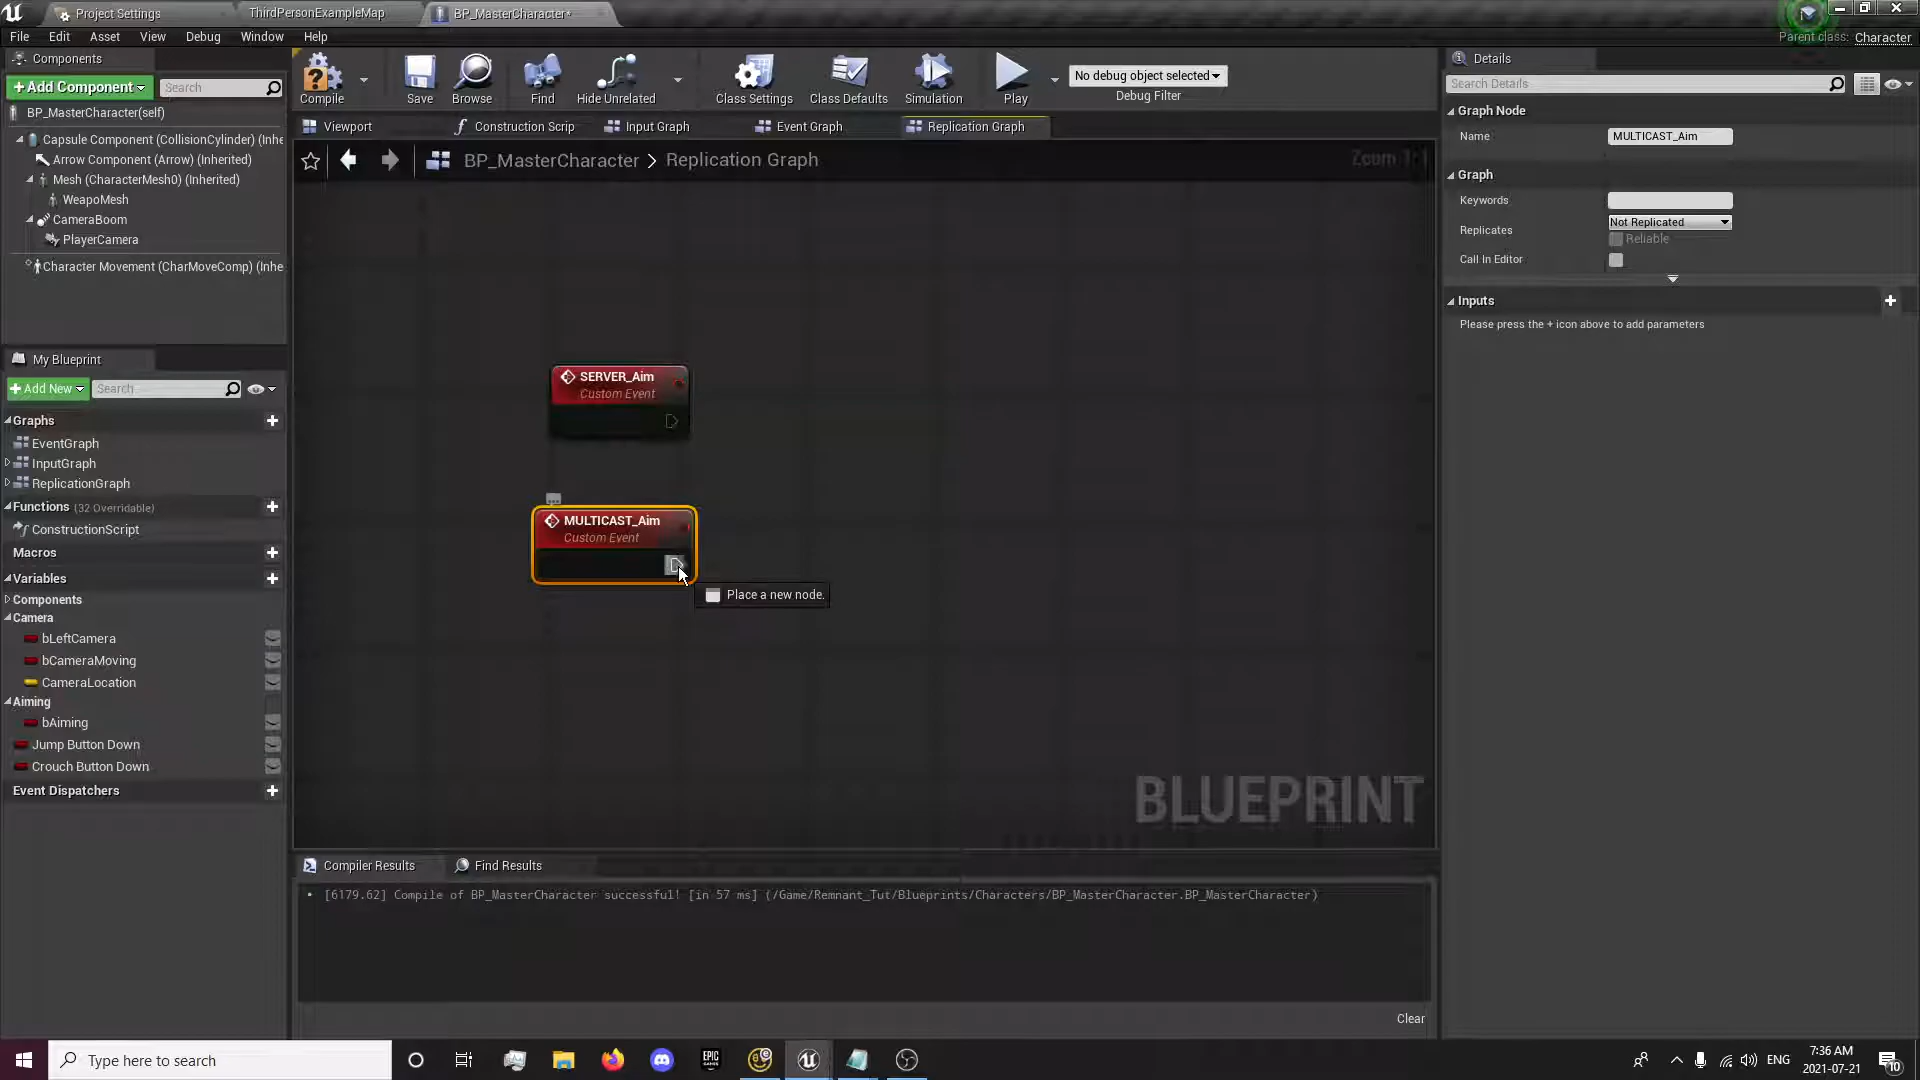 Project Settings
ThirdPersonExampleMap
BP_MasterCharacter*
File Edit Asset View Debug Window Help
Parent class: Character
Components
+ Add Component
Search
BP_MasterCharacter(self)
Capsule Component (CollisionCylinder) (Inhe
Arrow Component (Arrow) (Inherited)
Mesh (CharacterMesh0) (Inherited)
WeapoMesh
CameraBoom
PlayerCamera
Character Movement (CharMoveComp) (Inhe
My Blueprint
+ Add New
Search
Graphs
EventGraph
InputGraph
ReplicationGraph
Functions (32 Overridable)
ConstructionScript
Macros
Variables
Components
Camera
bLeftCamera
bCameraMoving
CameraLocation
Aiming
bAiming
Jump Button Down
Crouch Button Down
Event Dispatchers
Compile
Save
Browse
Find
Hide Unrelated
Class Settings
Class Defaults
Simulation
Play
No debug object selected
Debug Filter
Viewport
Construction Scrip
Input Graph
Event Graph
Replication Graph
BP_MasterCharacter > Replication Graph
Zoom 1:1
SERVER_Aim
Custom Event
MULTICAST_Aim
Custom Event
Place a new node.
BLUEPRINT
Compiler Results
Find Results
[6179.62] Compile of BP_MasterCharacter successful! [in 57 ms] (/Game/Remnant_Tut/Blueprints/Characters/BP_MasterCharacter.BP_MasterCharacter)
Clear
Details
Search Details
Graph Node
Name MULTICAST_Aim
Graph
Keywords
Replicates Not Replicated
Reliable
Call In Editor
Inputs
Please press the + icon above to add parameters
Type here to search
EPIC
ENG
7:36 AM
2021-07-21
10